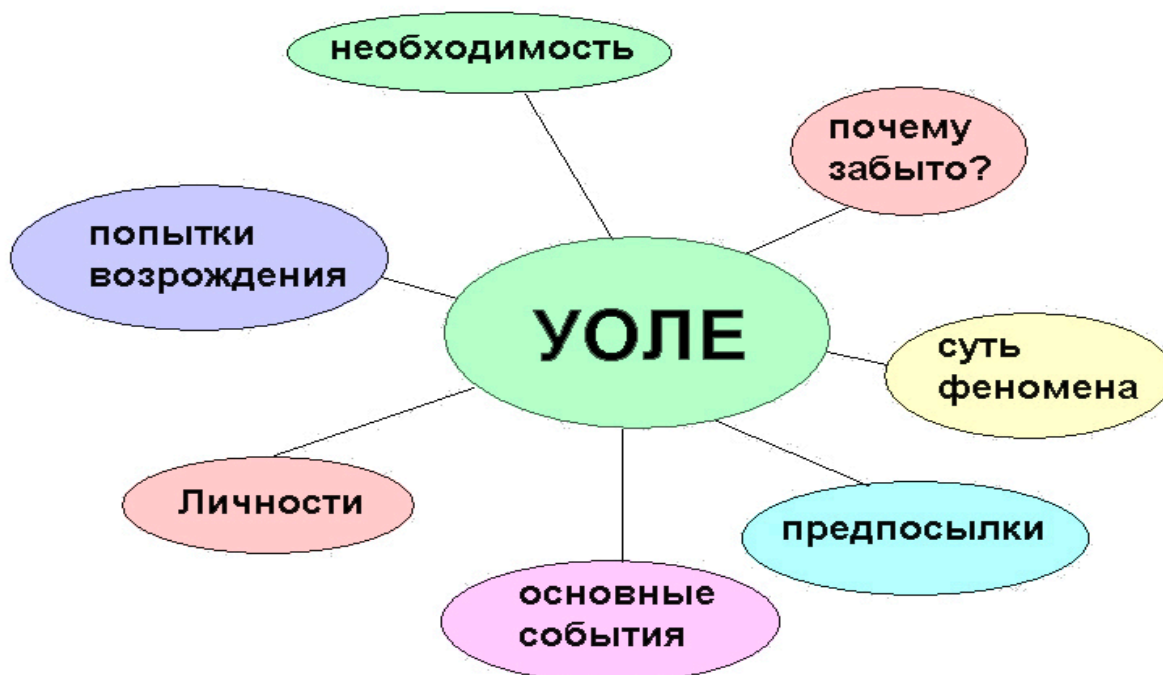 необходимость
почему
забыто?
попытки
возрождения
УОЛЕ
суть
феномена
Личности
предпосылки
основные
события